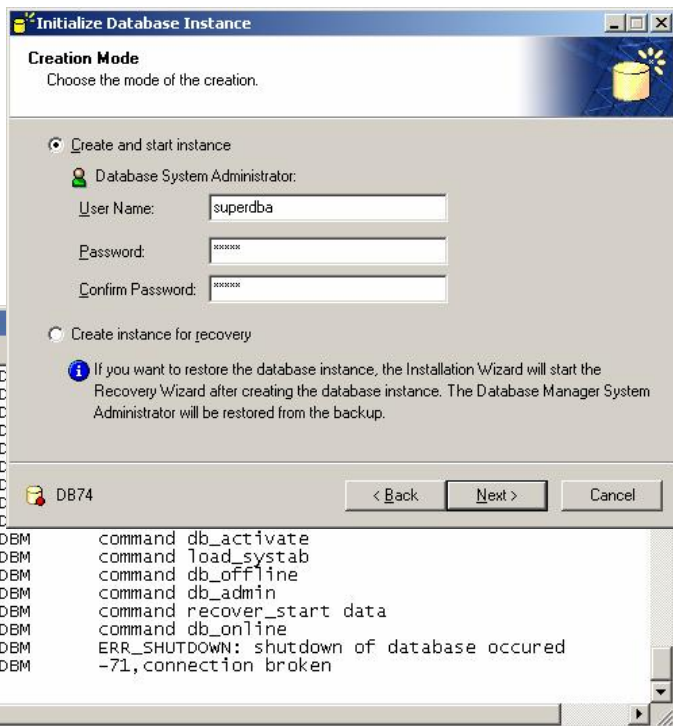 Initialize Database Instance
Creation Mode
Choose the mode of the creation.
Create and start instance
Database System Administrator:
User Name: superdba
Password: *****
Confirm Password: *****
Create instance for recovery
If you want to restore the database instance, the Installation Wizard will start the
Recovery Wizard after creating the database instance. The Database Manager System
Administrator will be restored from the backup.
DB74
< Back
Next >
Cancel
DBM command db_activate
DBM command load_systab
DBM command db_offline
DBM command db_admin
DBM command recover_start data
DBM command db_online
DBM ERR_SHUTDOWN: shutdown of database occured
DBM -71,connection broken